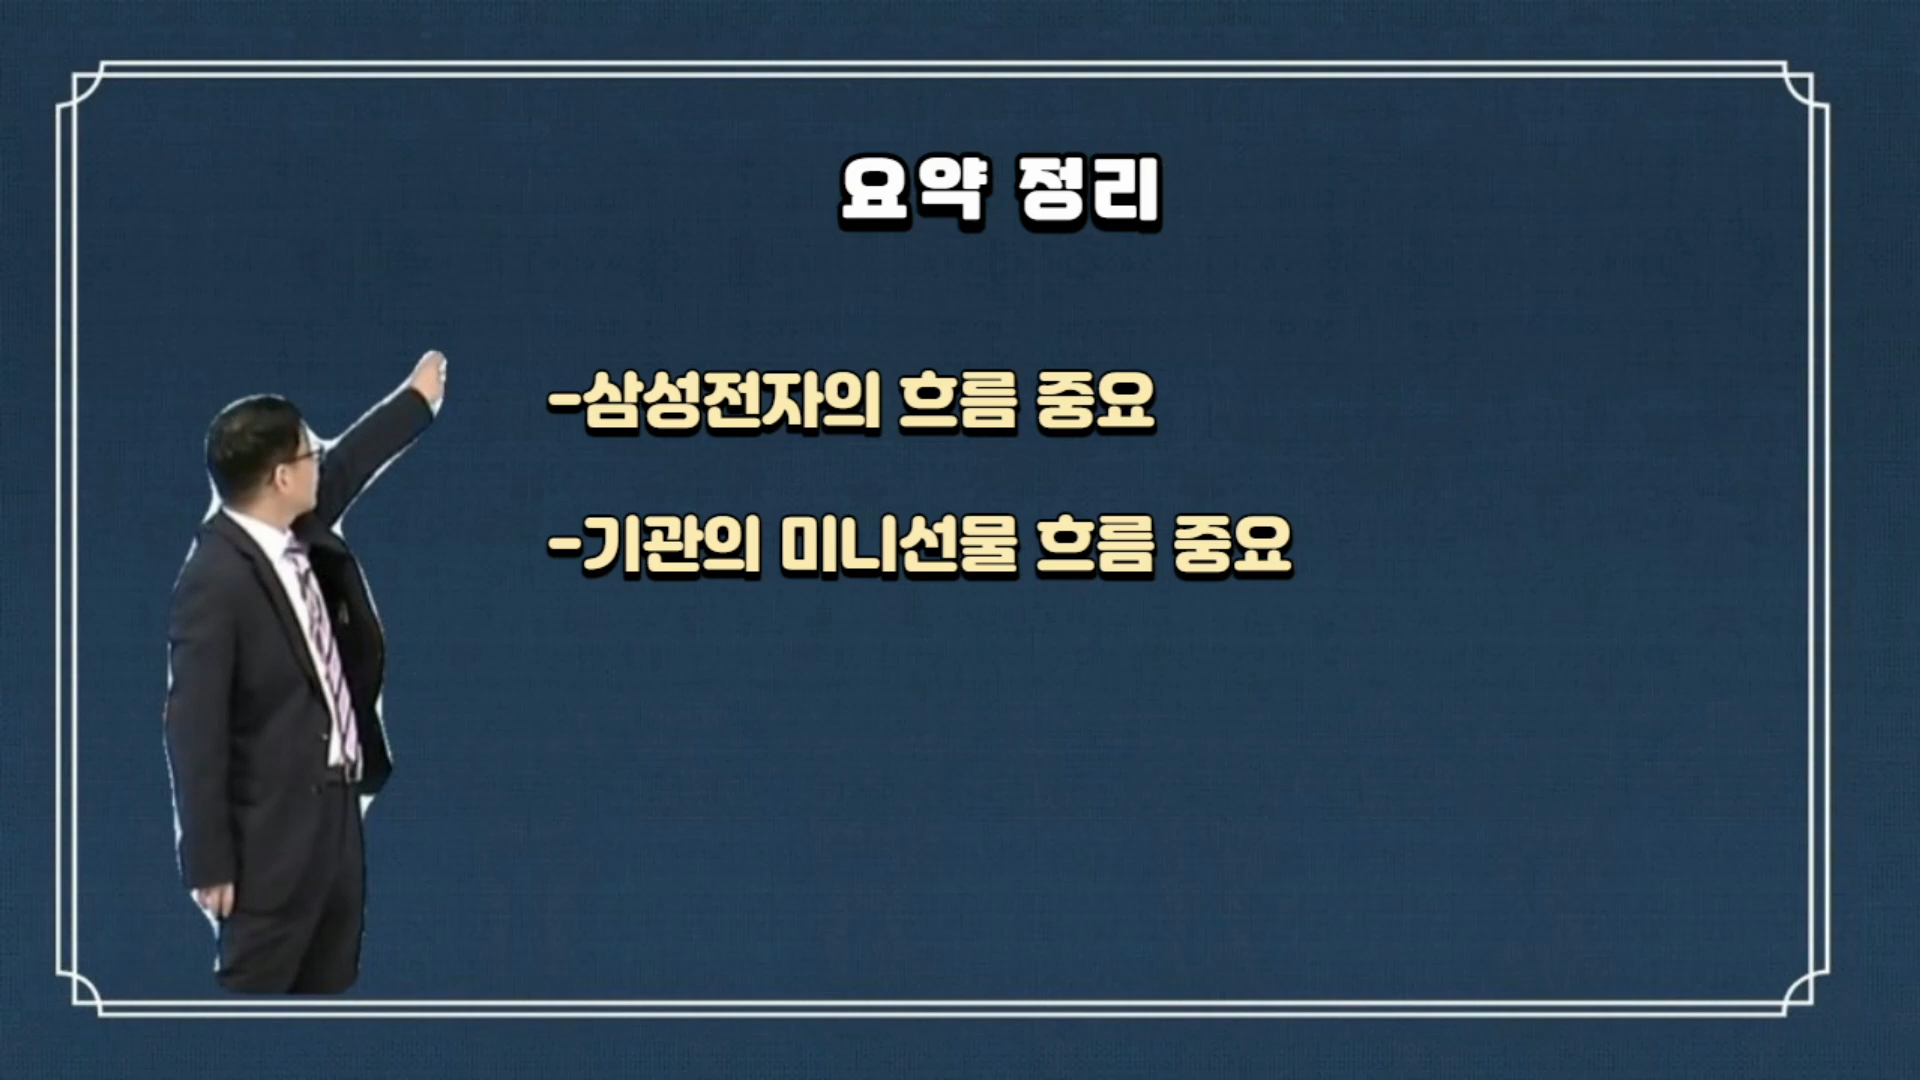 요약 정리
-삼성전자의 흐름 중요
-기관의 미니선물 흐름 중요